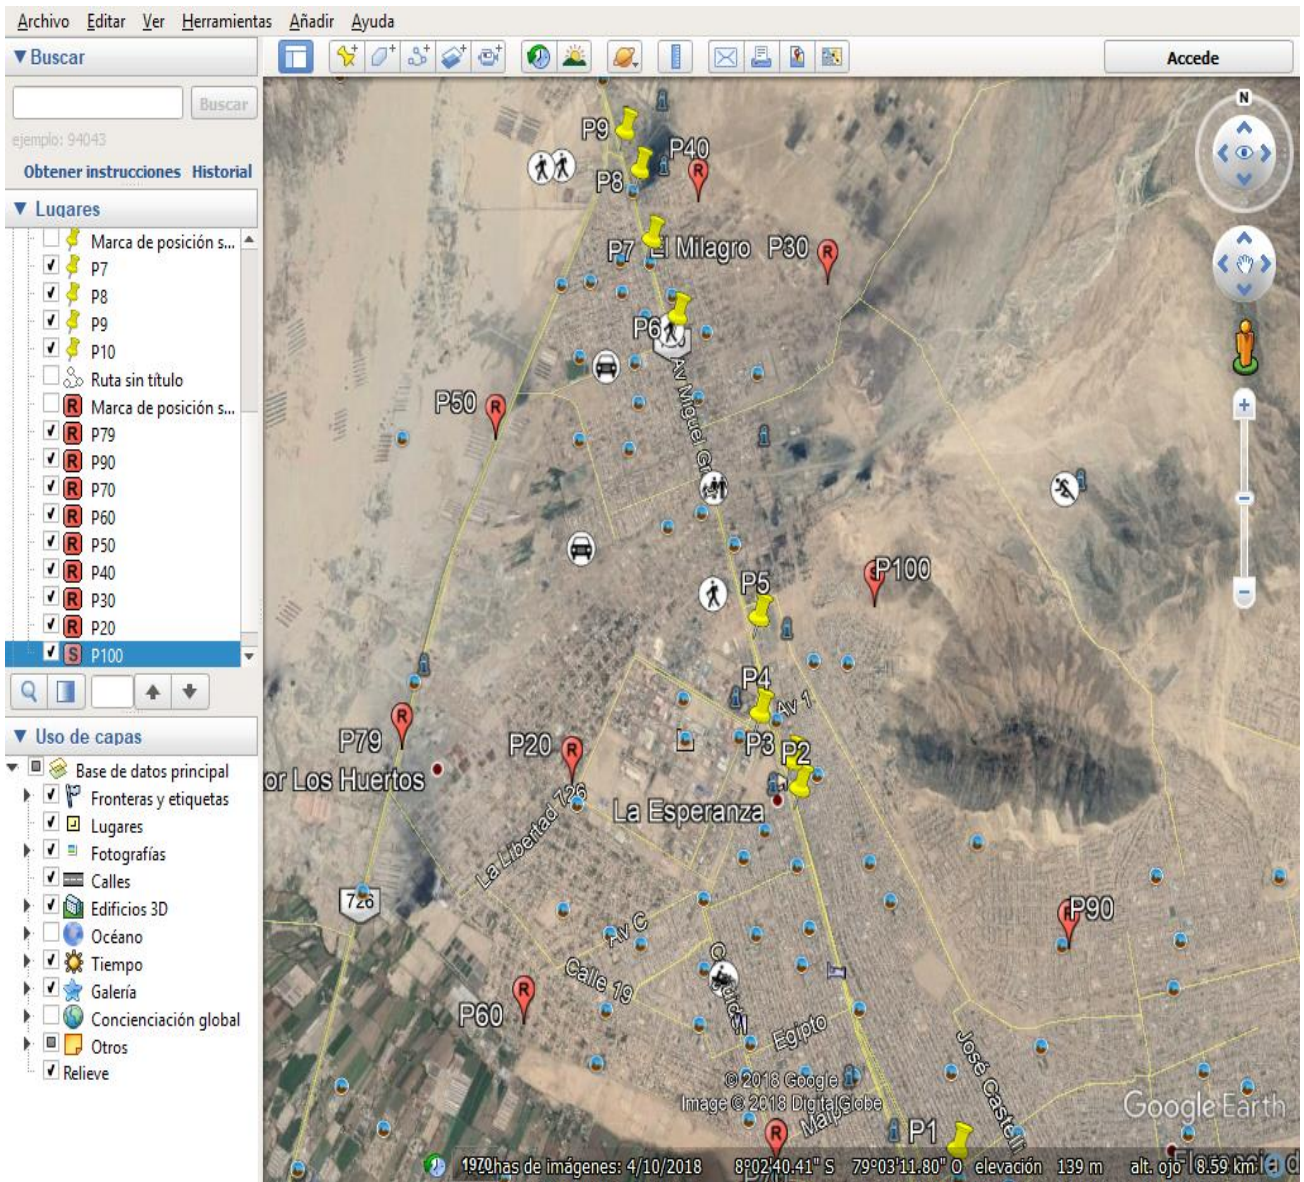 Archivo Editar Ver Herramientas Añadir Ayuda
Buscar
Accede
Buscar
ejemplo: 94043
Obtener instrucciones Historial
Lugares
Marca de posición s...
P7
P8
P9
P10
Ruta sin título
R Marca de posición s...
R P79
R P90
R P70
R P60
R P50
R P40
R P30
R P20
S P100
Uso de capas
Base de datos principal
Fronteras y etiquetas
Lugares
Fotografías
Calles
Edificios 3D
Océano
Tiempo
Galería
Concienciación global
Otros
Relieve
N
P9
P40
R
P8
P7 El Milagro P30
R
P6
Av Miguel
P50 R
S P100
P5
P4
Av 1
R
P79
P20 R
P3 P2
or Los Huertos
La Esperanza
La Libertad 726
726
P90
Av C
Calle 19
R
P60
Egipto
José Castelli
© 2018 Google
Image © 2018 DigitalGlobe
Maipú
Google Earth
P1
R
1970
has de imágenes: 4/10/2018 8°02'40.41" S 79°03'11.80" O elevación 139 m alt. ojo 8.59 km